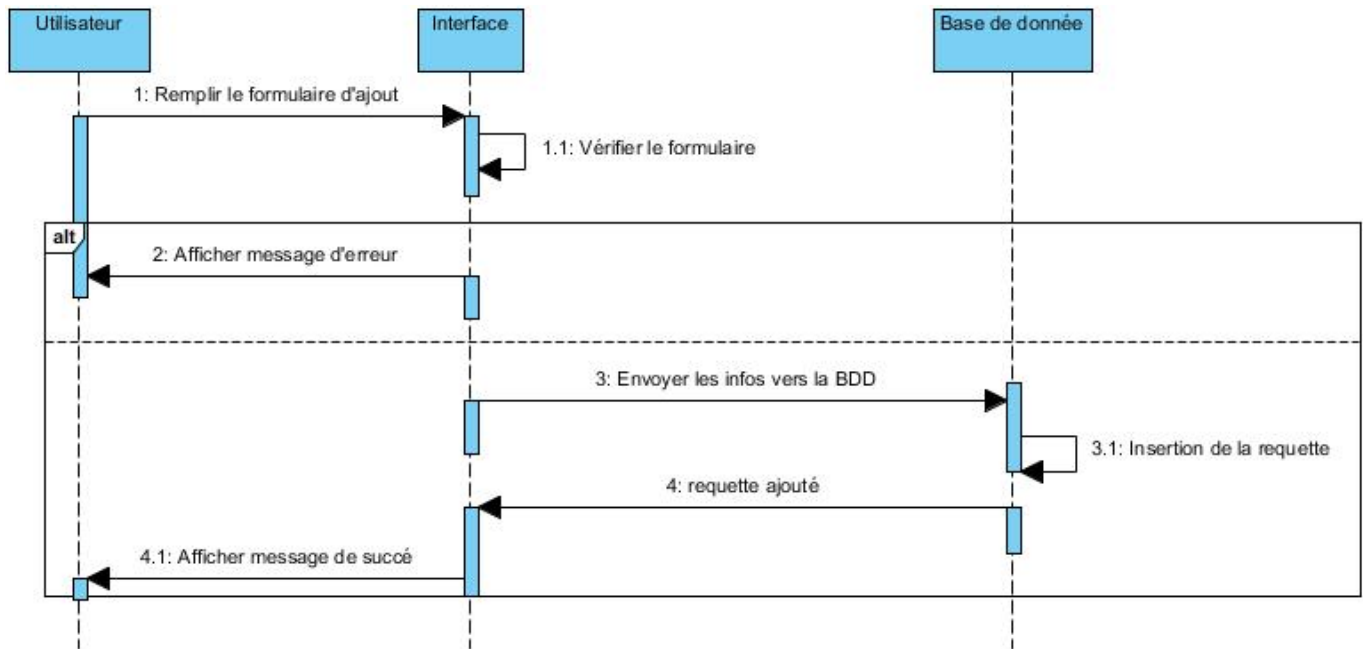 Utilisateur
Interface
Base de donnée
1: Remplir le formulaire d'ajout
1.1: Vérifier le formulaire
alt
2: Afficher message d'erreur
3: Envoyer les infos vers la BDD
3.1: Insertion de la requette
4: requette ajouté
4.1: Afficher message de succé